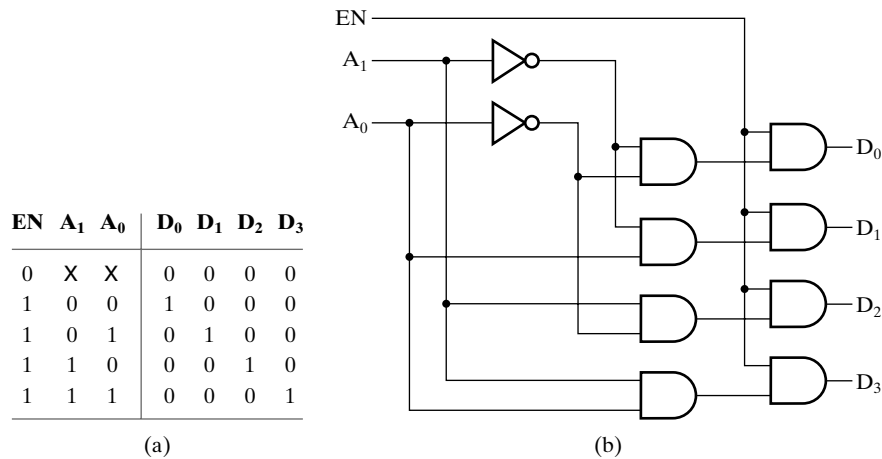 EN A₁ A₀ D₀ D₁ D₂ D₃
0 X X 0 0 0 0
1 0 0 1 0 0 0
1 0 1 0 1 0 0
1 1 0 0 0 1 0
1 1 1 0 0 0 1
(a)
EN
A₁
A₀
D₀
D₁
D₂
D₃
(b)